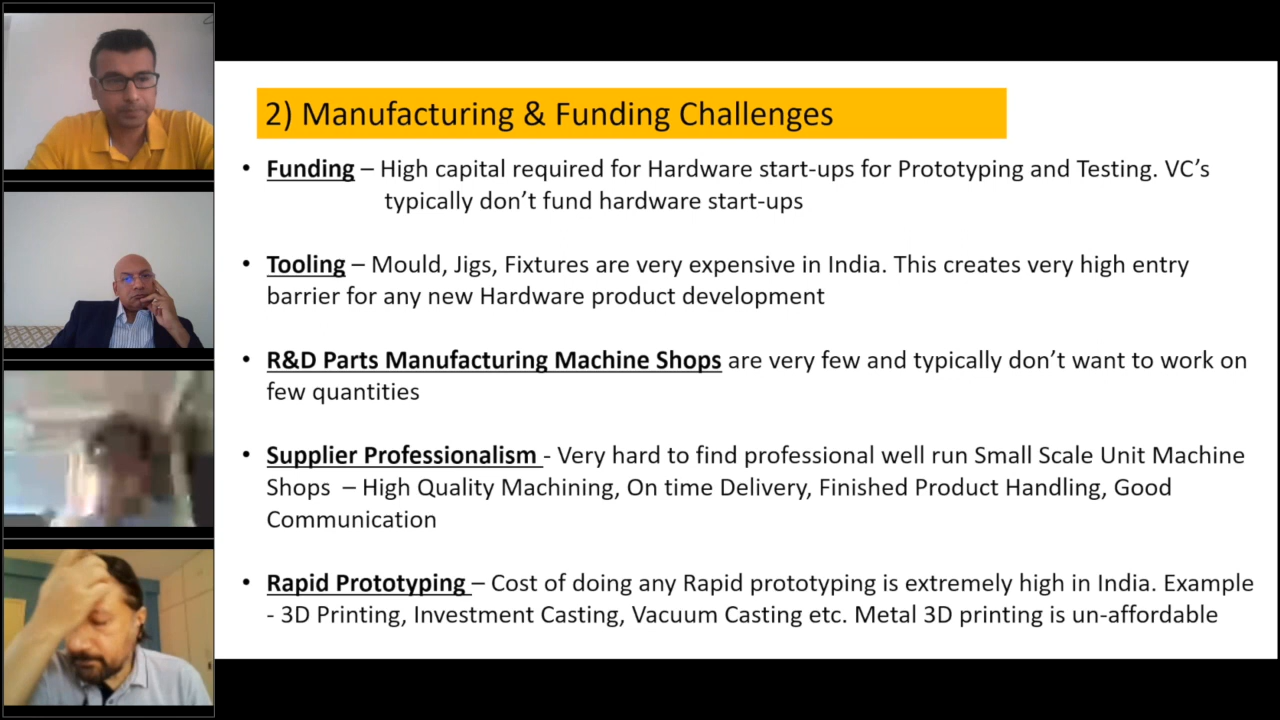 2) Manufacturing & Funding Challenges
• Funding – High capital required for Hardware start-ups for Prototyping and Testing. VC’s
typically don’t fund hardware start-ups
• Tooling – Mould, Jigs, Fixtures are very expensive in India. This creates very high entry
barrier for any new Hardware product development
• R&D Parts Manufacturing Machine Shops are very few and typically don’t want to work on
few quantities
• Supplier Professionalism - Very hard to find professional well run Small Scale Unit Machine
Shops – High Quality Machining, On time Delivery, Finished Product Handling, Good
Communication
• Rapid Prototyping – Cost of doing any Rapid prototyping is extremely high in India. Example
- 3D Printing, Investment Casting, Vacuum Casting etc. Metal 3D printing is un-affordable